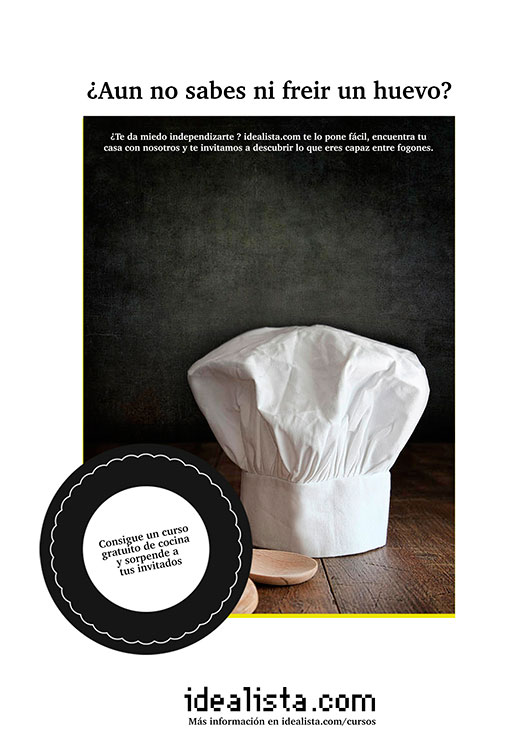 ¿Aun no sabes ni freir un huevo?
¿Te da miedo independizarte ? idealista.com te lo pone fácil, encuentra tu
casa con nosotros y te invitamos a descubrir lo que eres capaz entre fogones.
Consigue un curso
gratuito de cocina
y sorpende a
tus invitados
idealista.com
Más información en idealista.com/cursos